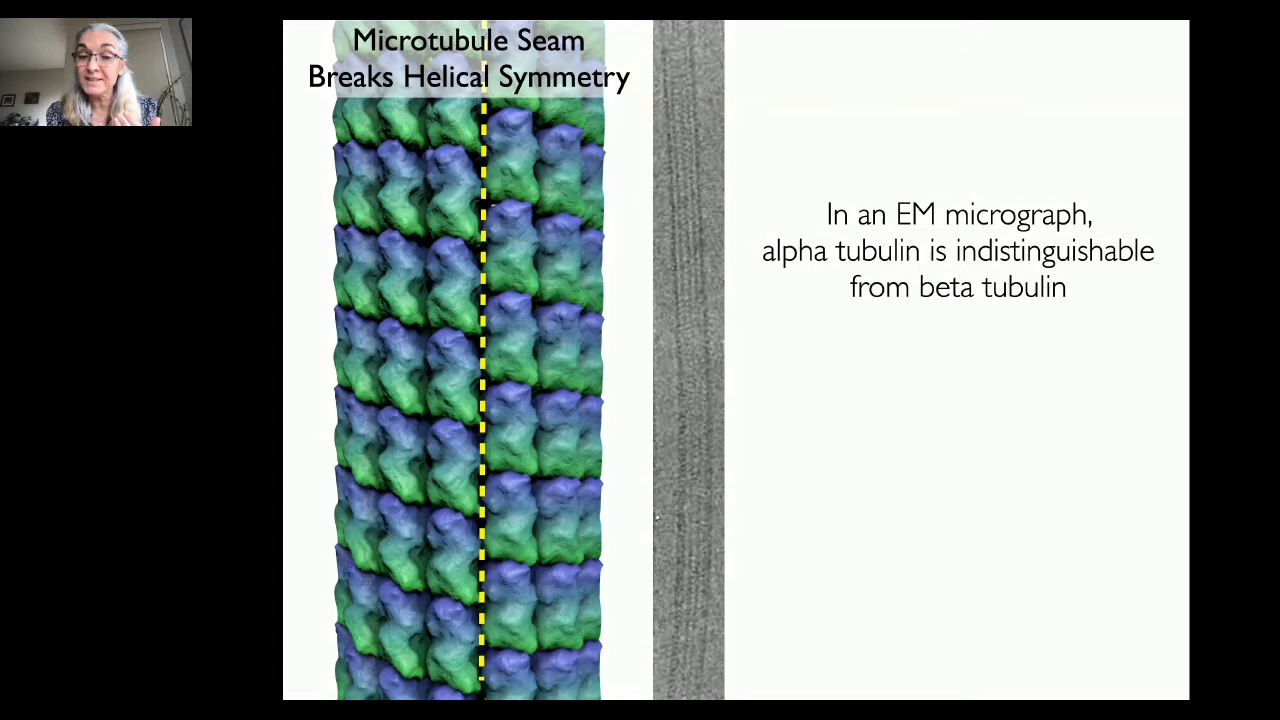 Microtubule Seam
Breaks Helical Symmetry
In an EM micrograph,
alpha tubulin is indistinguishable
from beta tubulin